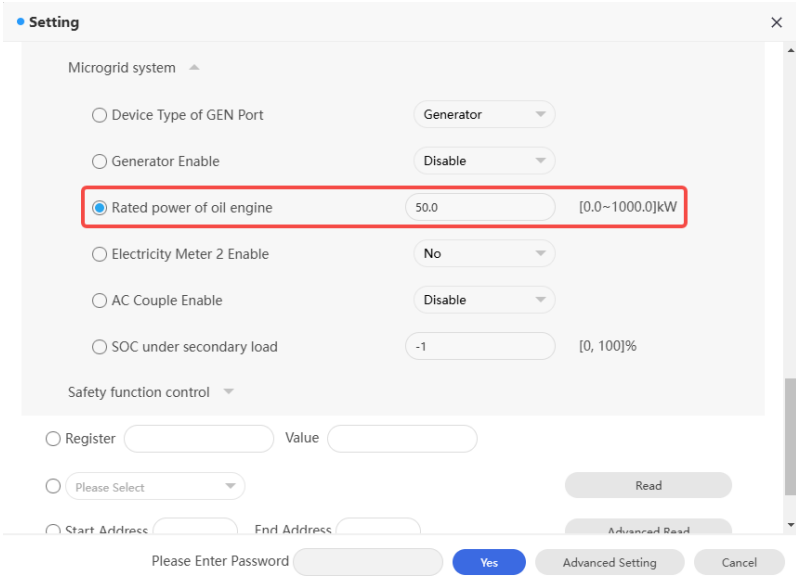 Setting
Microgrid system
Device Type of GEN Port Generator
Generator Enable Disable
Rated power of oil engine 50.0 [0.0~1000.0]kW
Electricity Meter 2 Enable No
AC Couple Enable Disable
SOC under secondary load -1 [0, 100]%
Safety function control
Register Value
Please Select Read
Start Address End Address Advanced Read
Please Enter Password Yes Advanced Setting Cancel